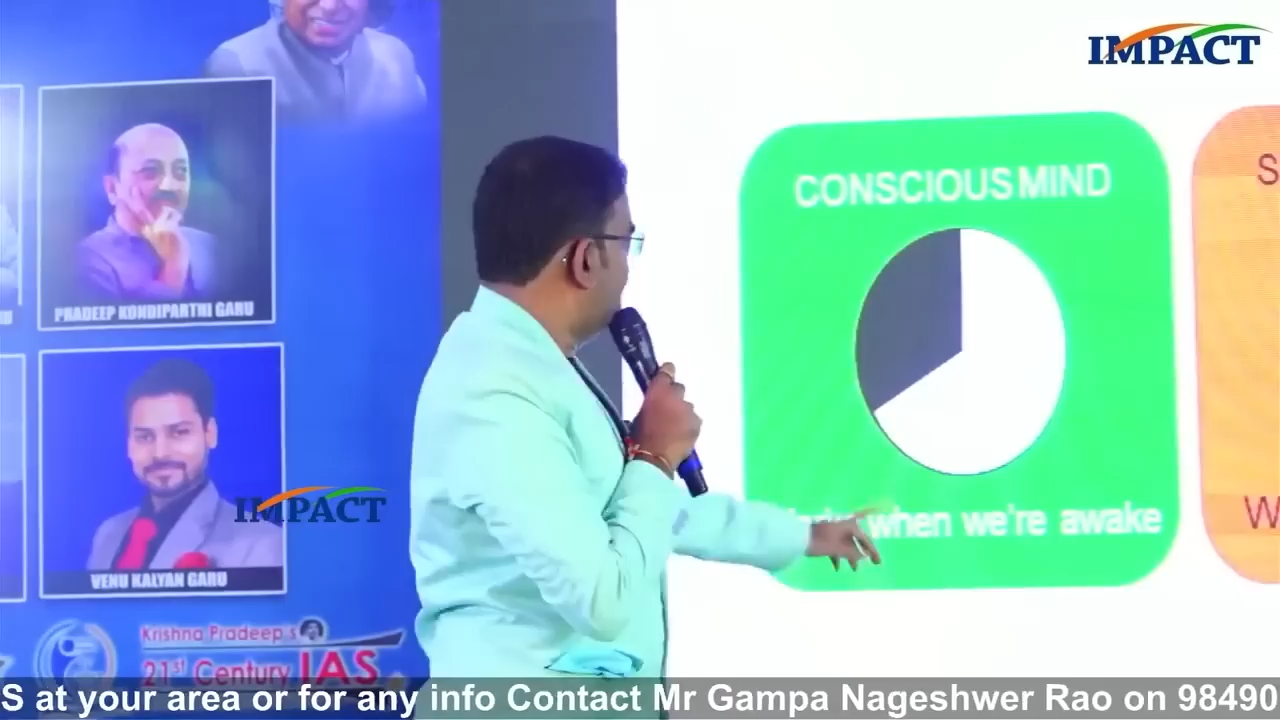 IMPACT
CONSCIOUS MIND
when we're awake
PRADEEP KONDIPARTHI GARU
IMPACT
VENU KALYAN GARU
Krishna Pradeep's
21st Century IAS
S at your area or for any info Contact Mr Gampa Nageshwer Rao on 98490